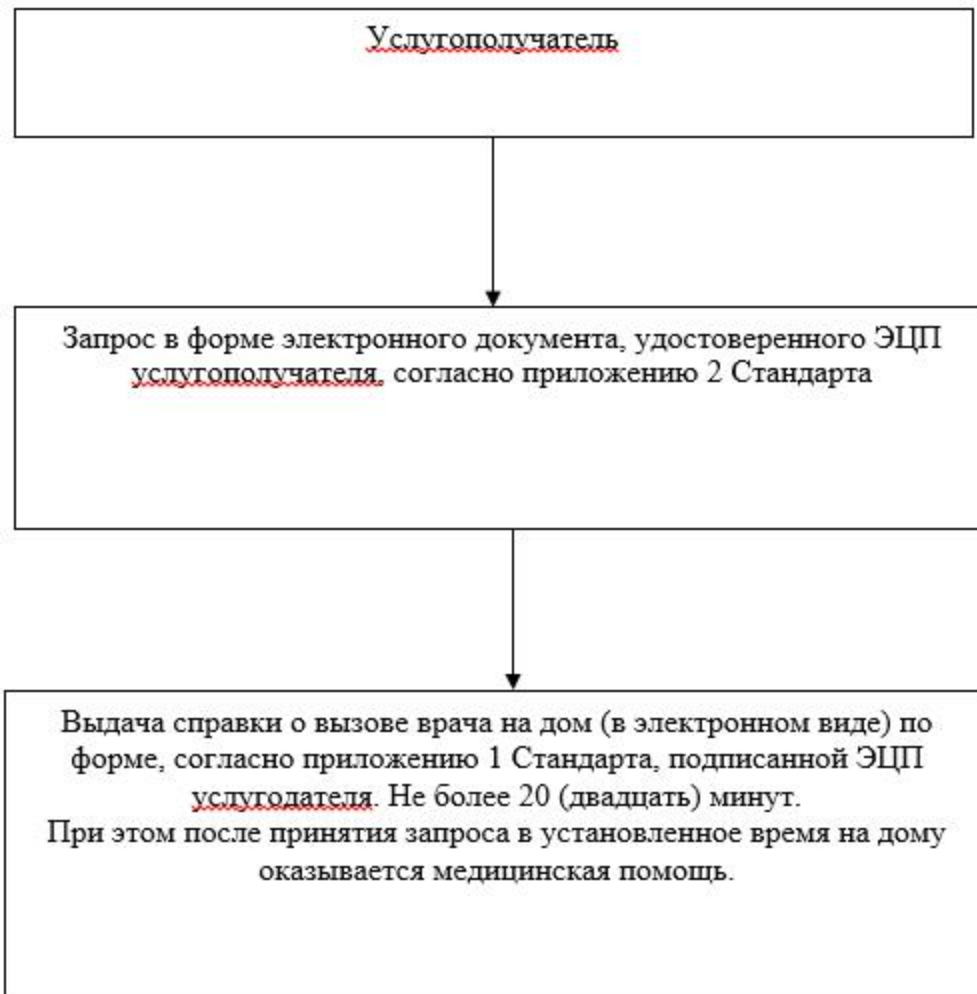 Услугополучатель
Запрос в форме электронного документа, удостоверенного ЭЦП
услугополучателя, согласно приложению 2 Стандарта
Выдача справки о вызове врача на дом (в электронном виде) по
форме, согласно приложению 1 Стандарта, подписанной ЭЦП
услугодателя. Не более 20 (двадцать) минут.
При этом после принятия запроса в установленное время на дому
оказывается медицинская помощь.